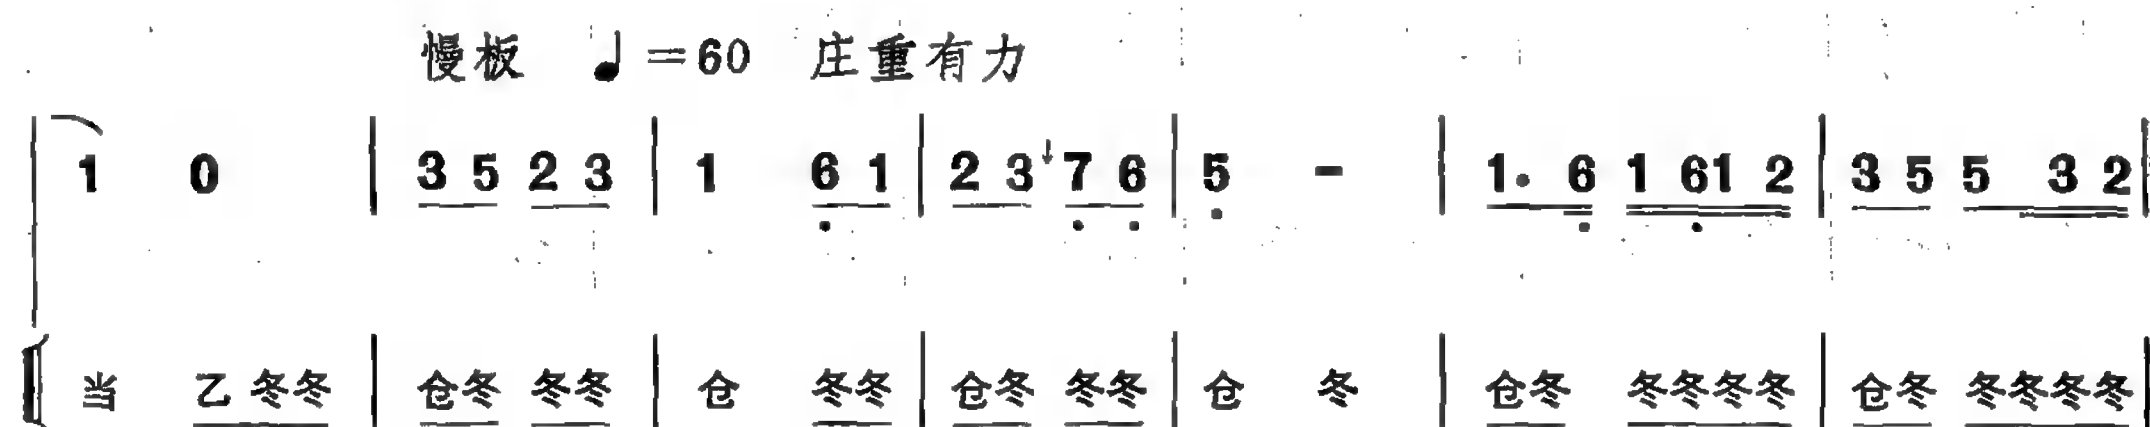 慢板 ♩=60 庄重有力
1 0 | 3 5 2 3 | 1 6 1 | 2 3 ↓7 6 | 5 - | 1. 6 1 61 2 | 3 5 5 3 2 |
当 乙冬冬 | 仓冬 冬冬 | 仓 冬冬 | 仓冬 冬冬 | 仓 冬 | 仓冬 冬冬冬冬 | 仓冬 冬冬冬冬 |